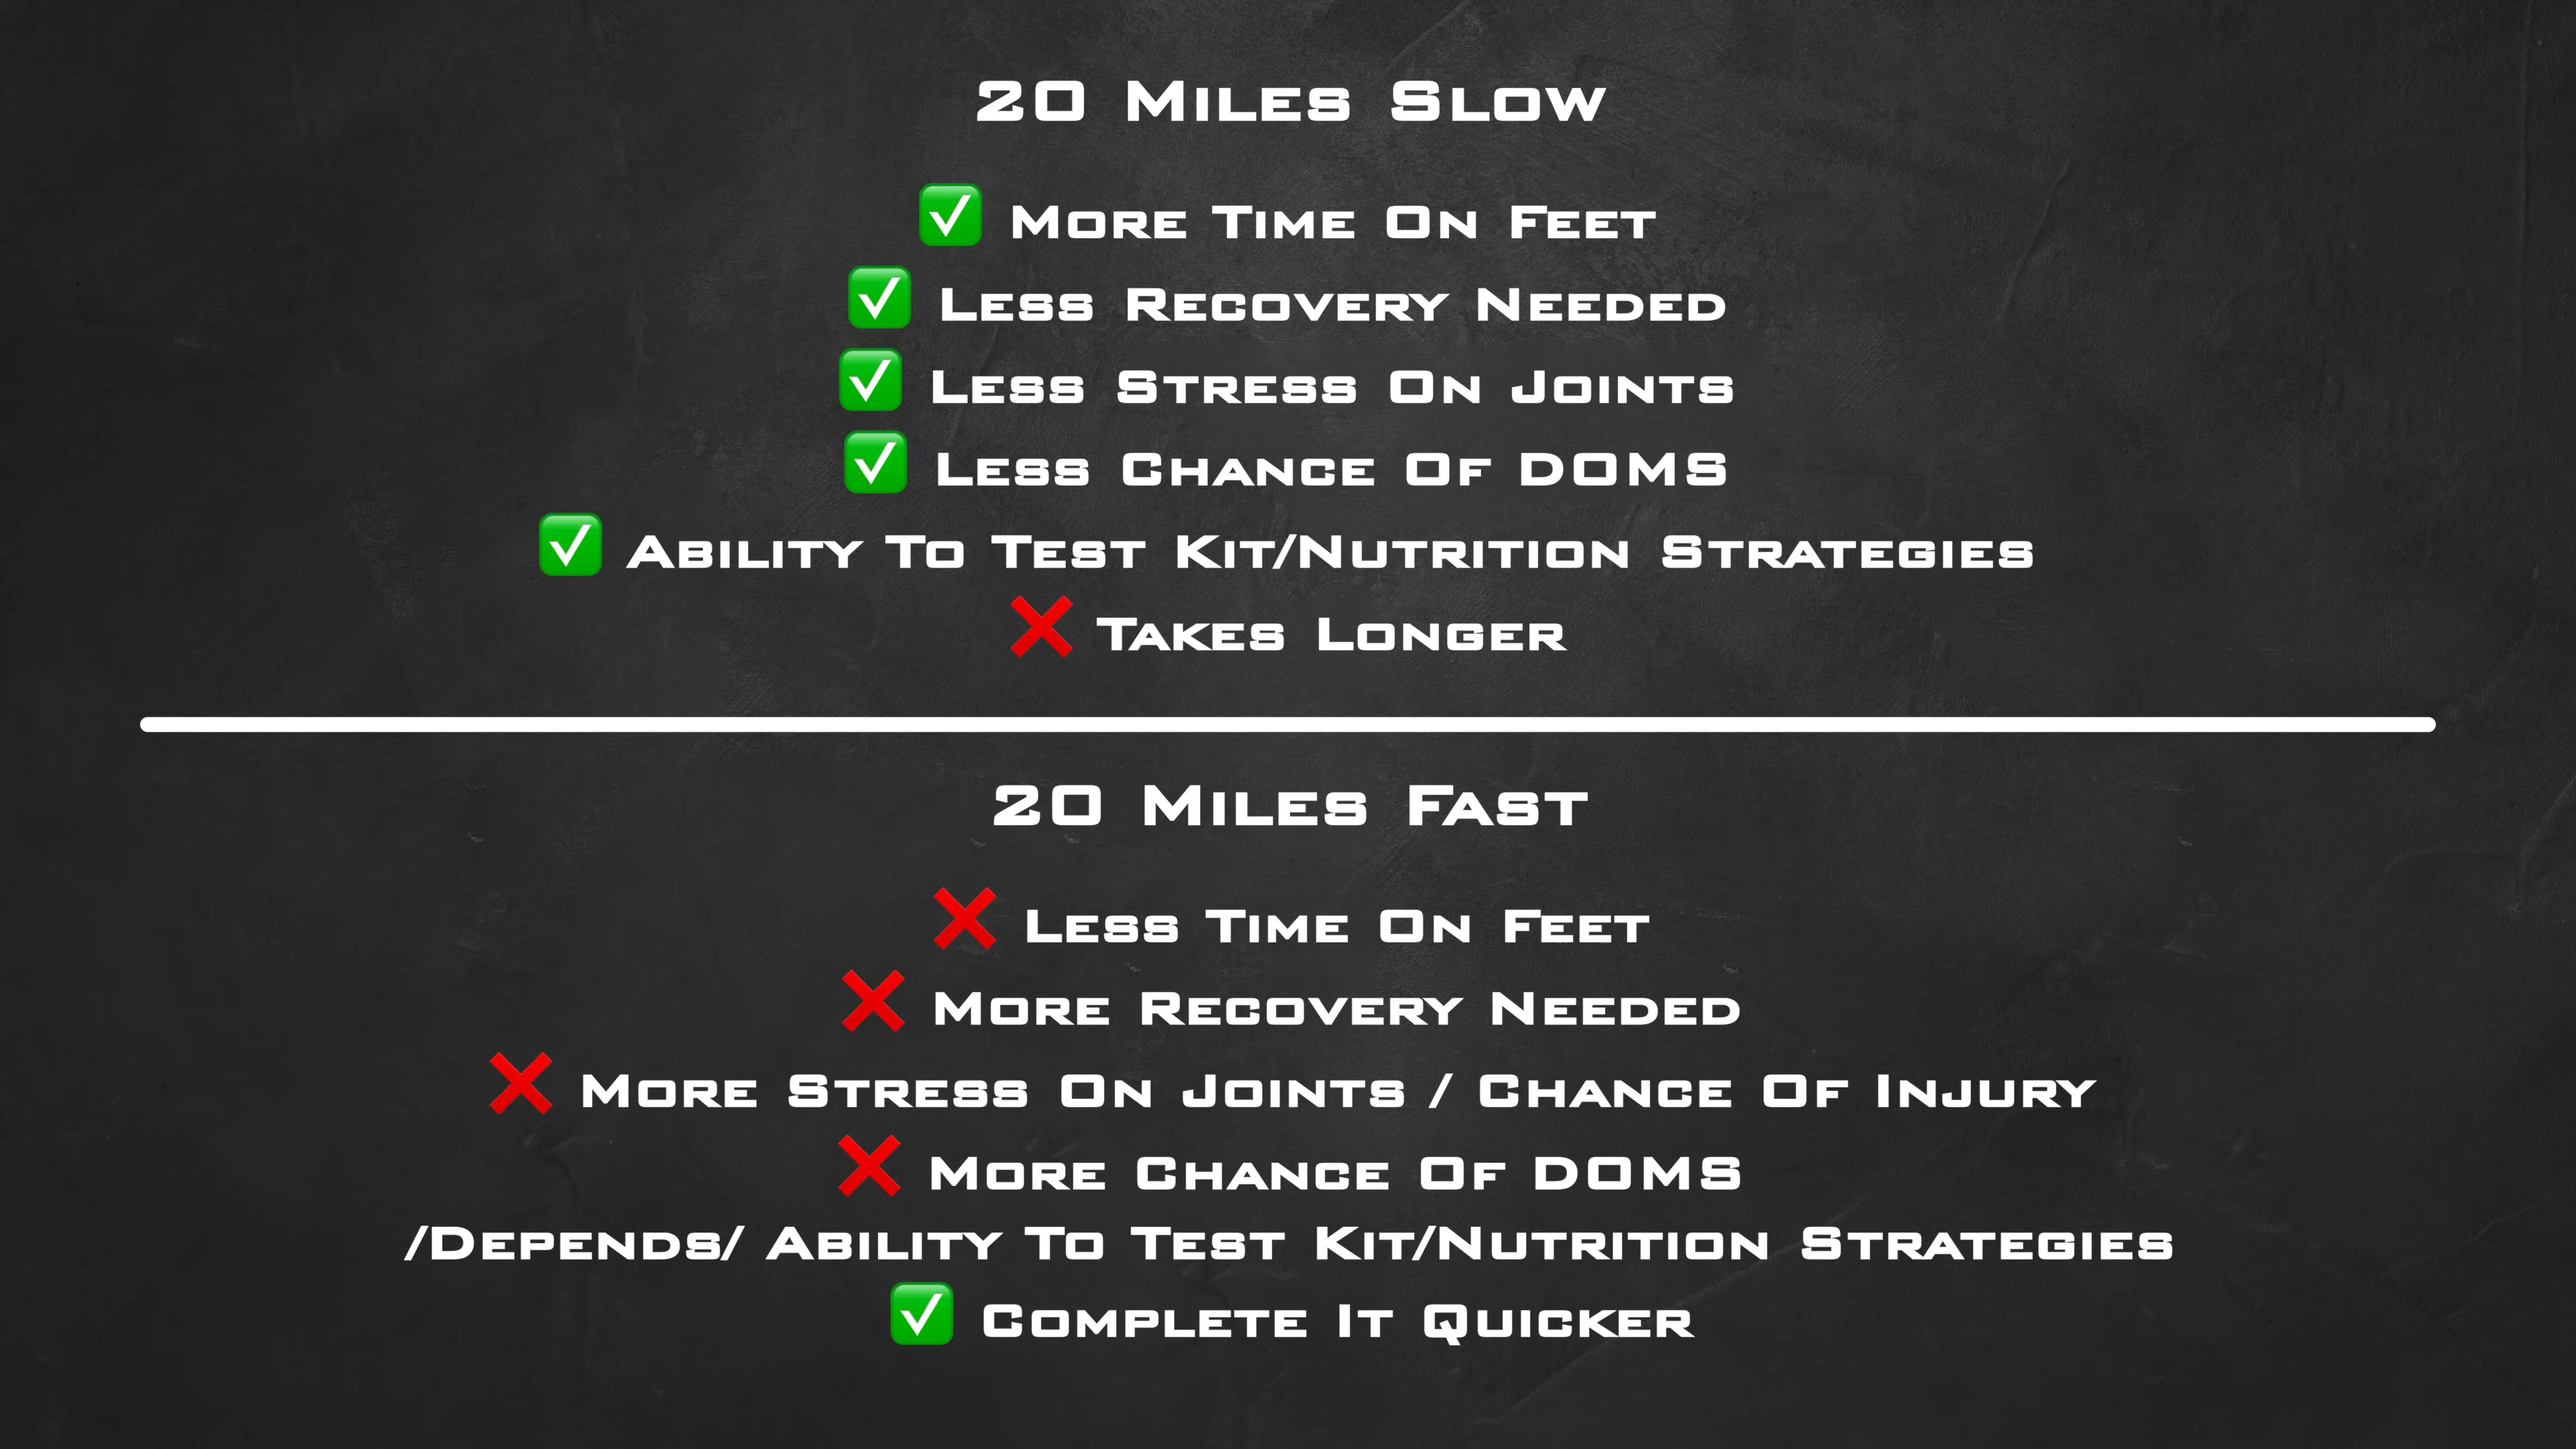 20 Miles Slow
✅ More Time On Feet
✅ Less Recovery Needed
✅ Less Stress On Joints
✅ Less Chance Of DOMS
✅ Ability To Test Kit/Nutrition Strategies
❌ Takes Longer
20 Miles Fast
❌ Less Time On Feet
❌ More Recovery Needed
❌ More Stress On Joints / Chance Of Injury
❌ More Chance Of DOMS
/Depends/ Ability To Test Kit/Nutrition Strategies
✅ Complete It Quicker